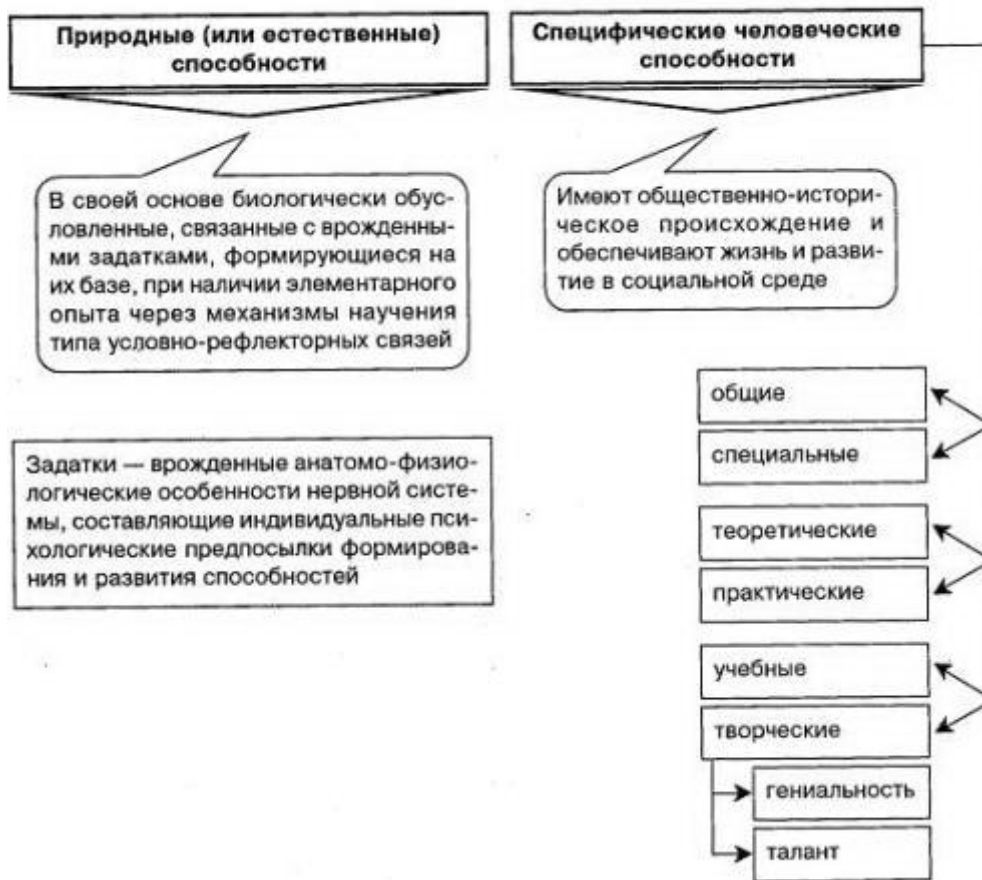 Природные (или естественные)
способности
Специфические человеческие
способности
В своей основе биологически обус-
ловленные, связанные с врожденны-
ми задатками, формирующиеся на
их базе, при наличии элементарного
опыта через механизмы научения
типа условно-рефлекторных связей
Имеют общественно-истори-
ческое происхождение и
обеспечивают жизнь и разви-
тие в социальной среде
Задатки — врожденные анатомо-физио-
логические особенности нервной систе-
мы, составляющие индивидуальные пси-
хологические предпосылки формирова-
ния и развития способностей
общие
специальные
теоретические
практические
учебные
творческие
гениальность
талант